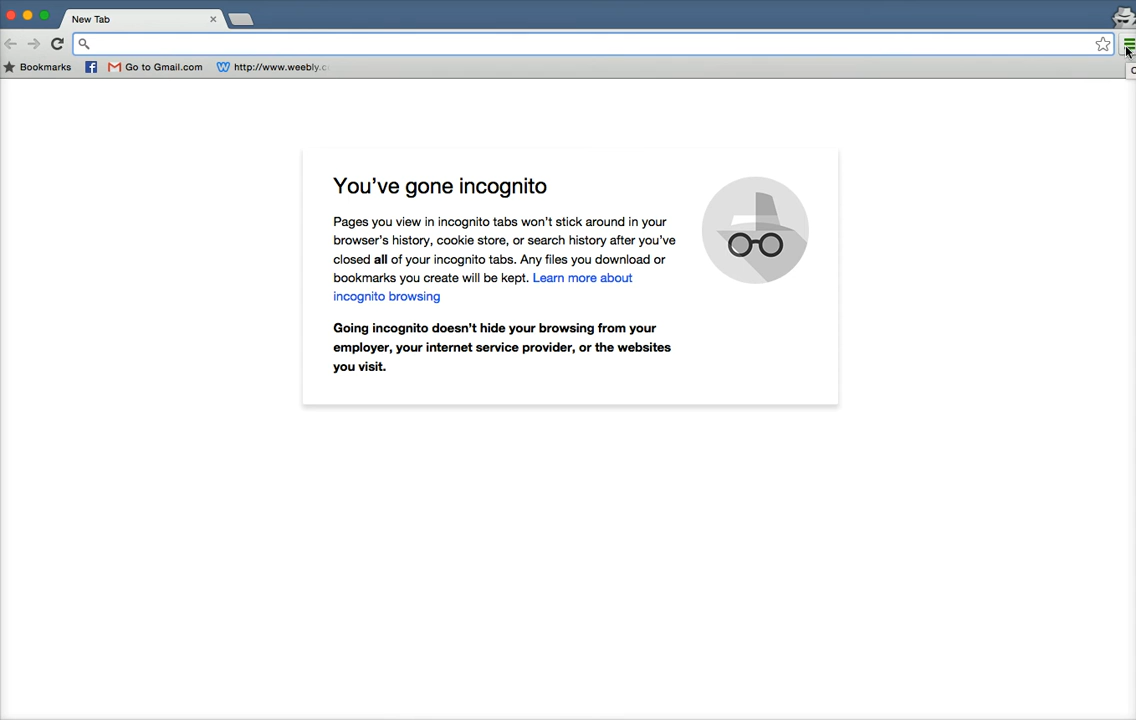 New Tab
Bookmarks
Go to Gmail.com
http://www.weebly.c
You've gone incognito
Pages you view in incognito tabs won't stick around in your
browser's history, cookie store, or search history after you've
closed all of your incognito tabs. Any files you download or
bookmarks you create will be kept. Learn more about
incognito browsing
Going incognito doesn't hide your browsing from your
employer, your internet service provider, or the websites
you visit.